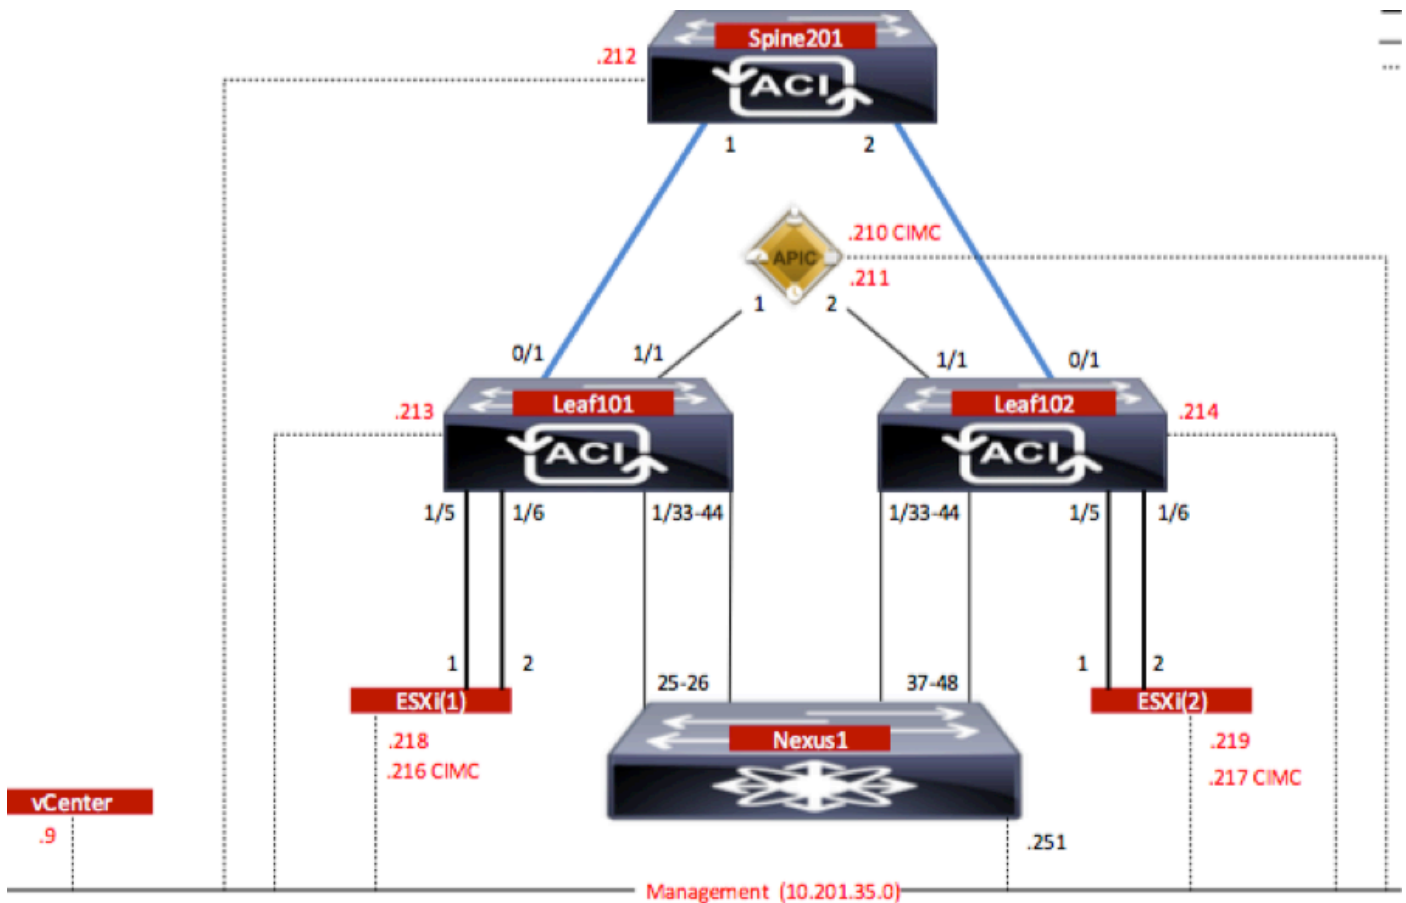 Spine201
.212
ACI
1 2
.210 CIMC
APIC
.211
1 2
0/1 1/1 1/1 0/1
Leaf101 Leaf102
.213 .214
ACI ACI
1/5 1/6 1/33-44 1/33-44 1/5 1/6
1 2 1 2
25-26 37-48
ESXi(1) ESXi(2)
Nexus1
.218 .219
.216 CIMC .217 CIMC
vCenter
.9
.251
Management (10.201.35.0)